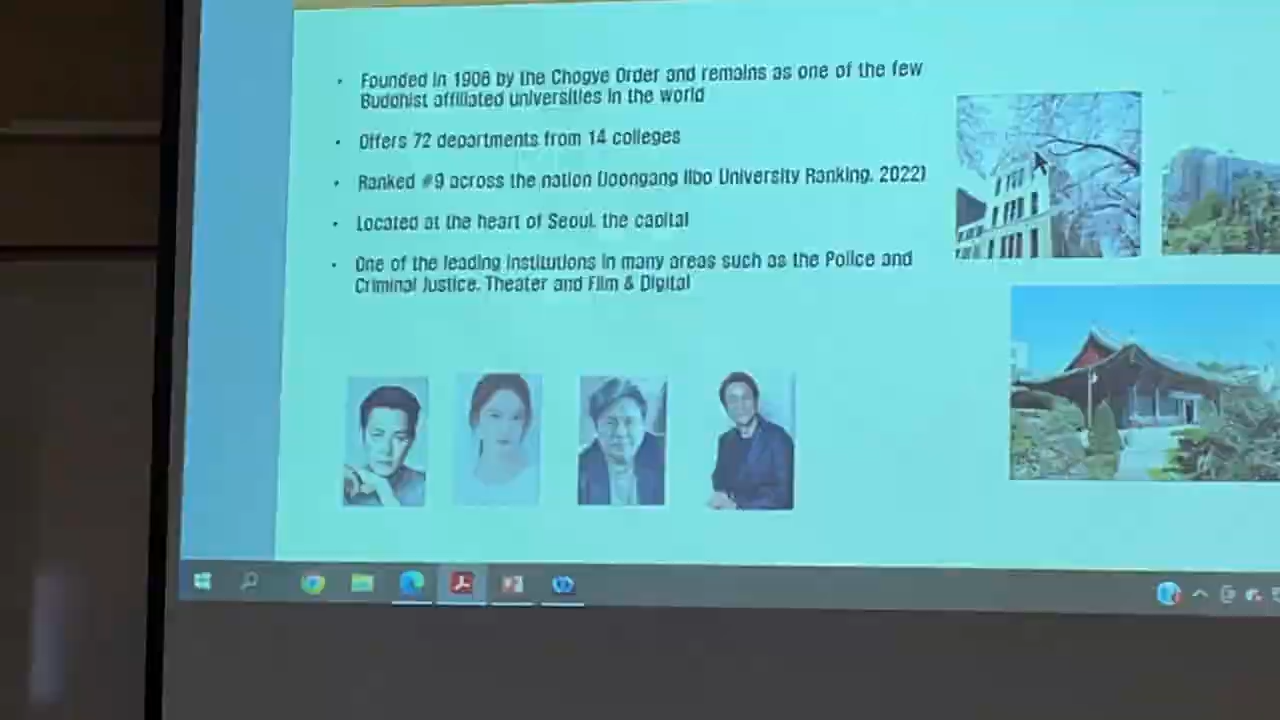 Founded in 1906 by the Chogye Order and remains as one of the few
Buddhist affiliated universities in the world
Offers 72 departments from 14 colleges
Ranked #9 across the nation (Joongang Ilbo University Ranking, 2022)
Located at the heart of Seoul, the capital
One of the leading institutions in many areas such as the Police and
Criminal Justice, Theater and Film & Digital